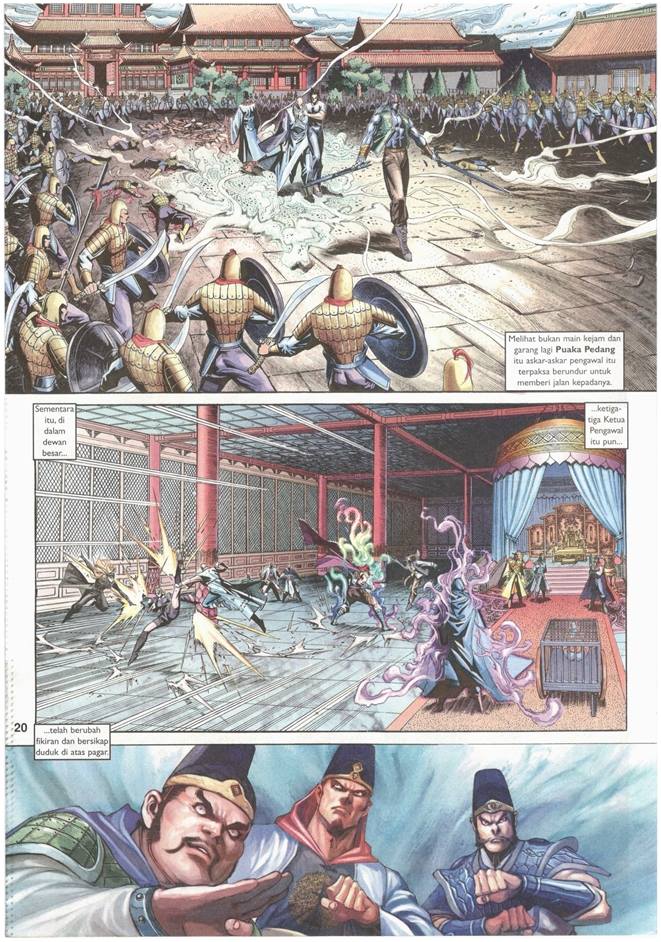 Melihat bukan main kejam dan
garang lagi Puaka Pedang
itu askar-askar pengawal itu
terpaksa berundur untuk
memberi jalan kepadanya.
Sementara
itu, di
dalam
dewan
besar...
...ketiga-
tiga Ketua
Pengawal
itu pun...
20
...telah berubah
fikiran dan bersikap
duduk di atas pagar.